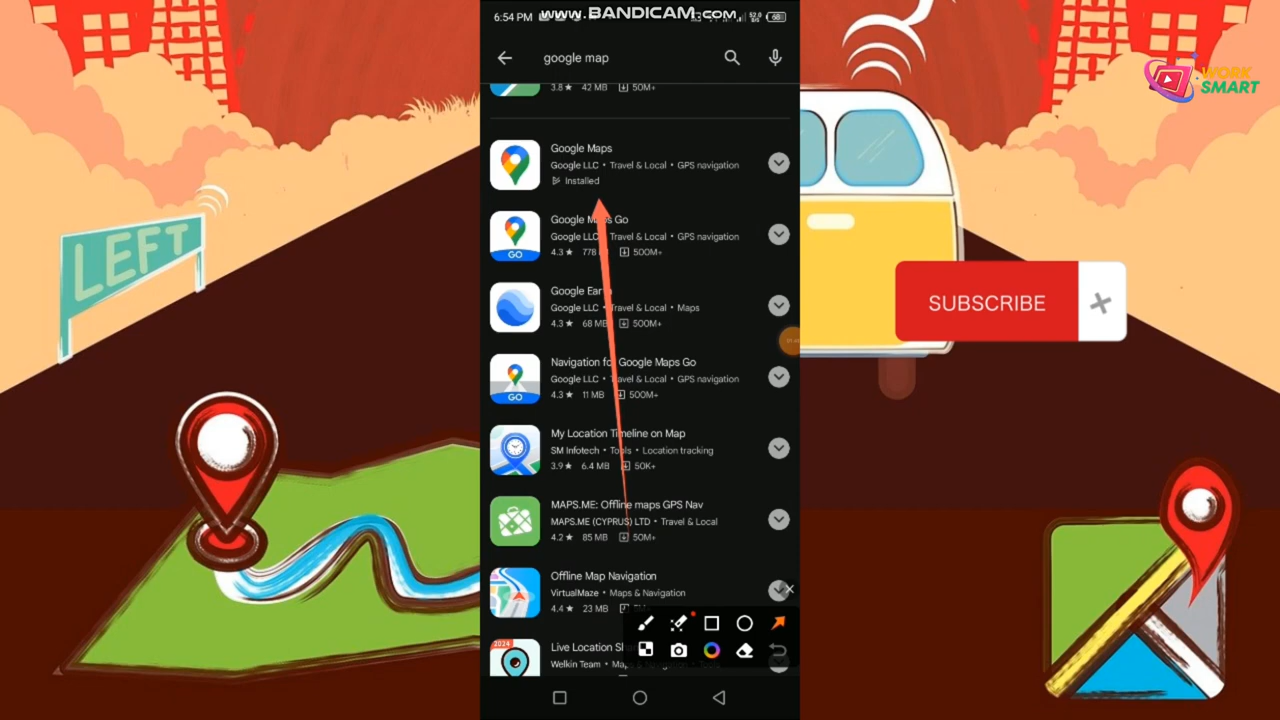 www.BANDICAM.com
6:54 PM
68
google map
3.8★ 42 MB 50M+
WORK
SMART
Google Maps
Google LLC • Travel & Local • GPS navigation
Installed
LEFT
Google Maps Go
Google LLC • Travel & Local • GPS navigation
GO
4.3★ 778 500M+
Google Earth
Google LLC • Travel & Local • Maps
4.3★ 68 MB 500M+
SUBSCRIBE
Navigation for Google Maps Go
Google LLC • Travel & Local • GPS navigation
GO
4.3★ 11 MB 500M+
My Location Timeline on Map
SM Infotech • Tools • Location tracking
3.9★ 6.4 MB 50K+
MAPS.ME: Offline maps GPS Nav
MAPS.ME (CYPRUS) LTD • Travel & Local
4.2★ 85 MB 50M+
Offline Map Navigation
VirtualMaze • Maps & Navigation
4.4★ 23 MB
2024
Live Location
Welkin Team •